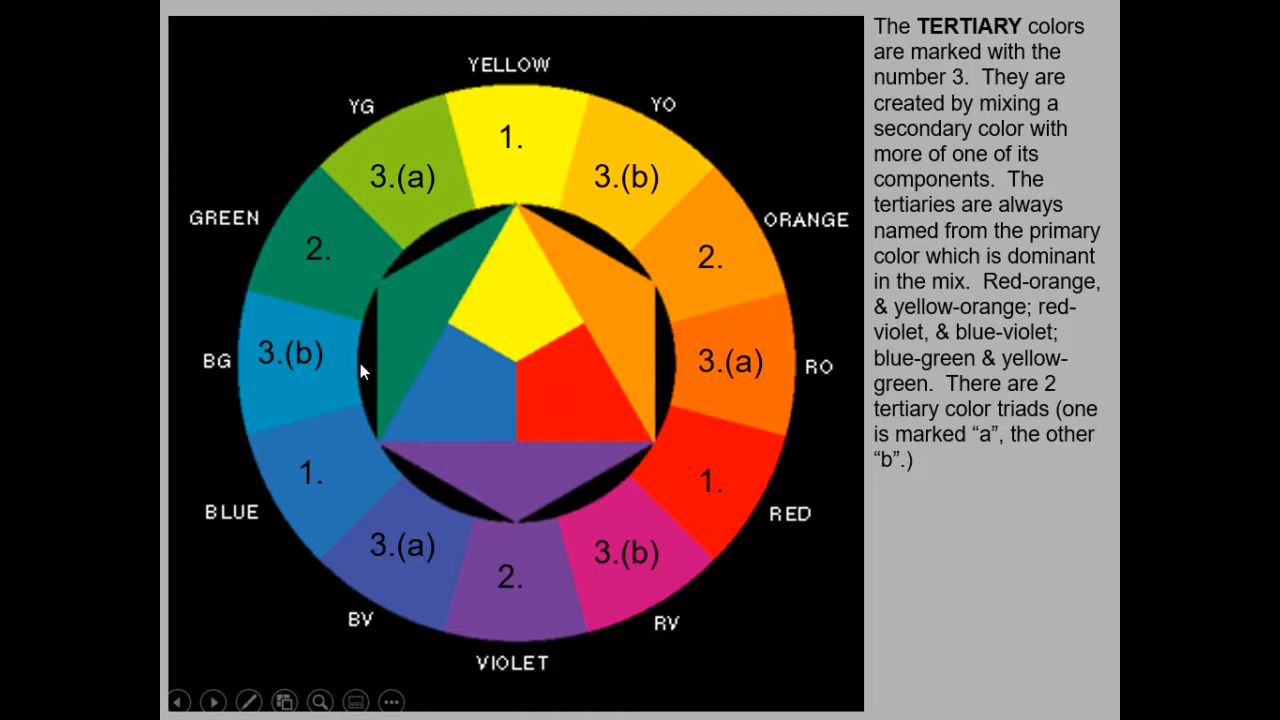 YELLOW
YG
YO
1.
3.(a)
3.(b)
GREEN
ORANGE
2.
2.
BG
3.(b)
3.(a)
RO
1.
1.
BLUE
RED
3.(a)
3.(b)
2.
BV
RV
VIOLET
The TERTIARY colors
are marked with the
number 3.  They are
created by mixing a
secondary color with
more of one of its
components.  The
tertiaries are always
named from the primary
color which is dominant
in the mix.  Red-orange,
& yellow-orange; red-
violet, & blue-violet;
blue-green & yellow-
green.  There are 2
tertiary color triads (one
is marked “a”, the other
“b”.)